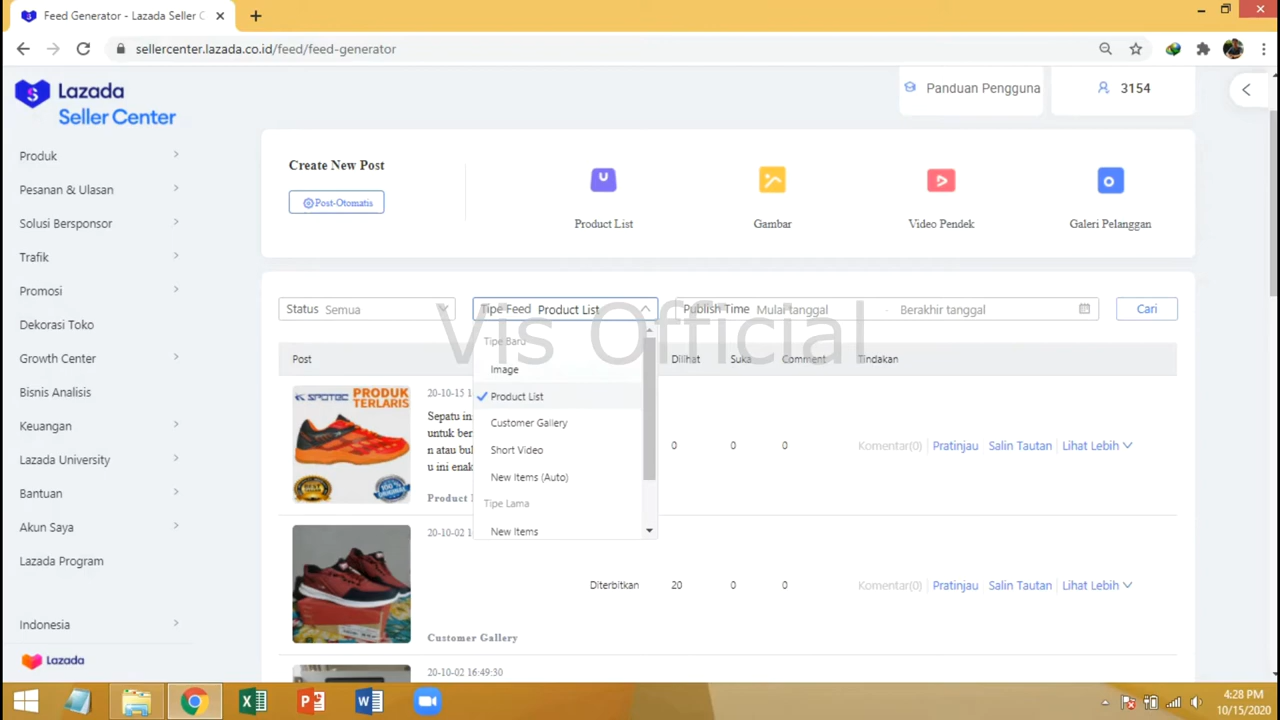 Feed Generator - Lazada Seller C
sellercenter.lazada.co.id/feed/feed-generator
Lazada
Seller Center
Panduan Pengguna
3154
Produk
Pesanan & Ulasan
Solusi Bersponsor
Trafik
Promosi
Dekorasi Toko
Growth Center
Bisnis Analisis
Keuangan
Lazada University
Bantuan
Akun Saya
Lazada Program
Indonesia
Lazada
Create New Post
Post-Otomatis
Product List
Gambar
Video Pendek
Galeri Pelanggan
Status Semua
Tipe Feed Product List
Publish Time Mulai tanggal - Berakhir tanggal
Cari
Vis Official
Tipe Baru
Image
Product List
Customer Gallery
Short Video
New Items (Auto)
Tipe Lama
New Items
Post
Dilihat
Suka
Comment
Tindakan
SPOTEC PRODUK
TERLARIS
20-10-15
Sepatu in
untuk ber
n atau bul
u ini enak
Product
0 0 0 Komentar(0) Pratinjau Salin Tautan Lihat Lebih
20-10-02 16
Customer Gallery
Diterbitkan 20 0 0 Komentar(0) Pratinjau Salin Tautan Lihat Lebih
20-10-02 16:49:30
4:28 PM
10/15/2020